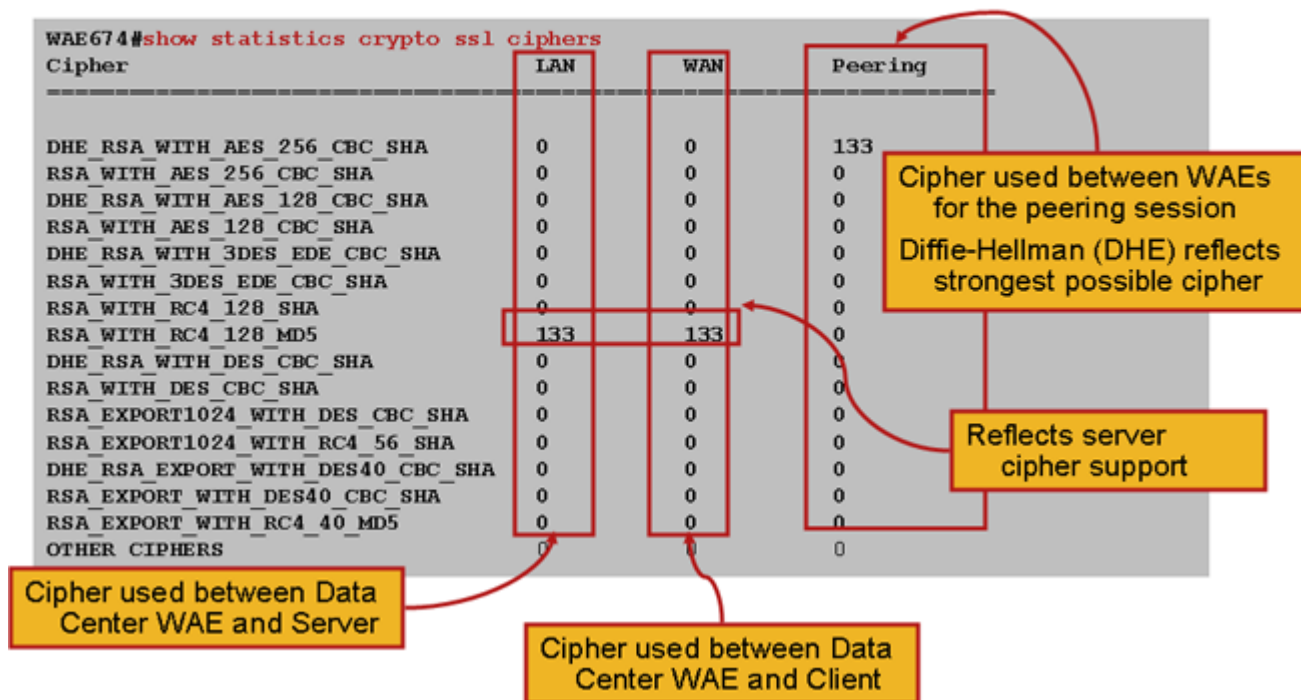 WAE674#show statistics crypto ssl ciphers
Cipher LAN WAN Peering
=====================================================================
DHE_RSA_WITH_AES_256_CBC_SHA 0 0 133
RSA_WITH_AES_256_CBC_SHA 0 0 0
DHE_RSA_WITH_AES_128_CBC_SHA 0 0 0
RSA_WITH_AES_128_CBC_SHA 0 0 0
DHE_RSA_WITH_3DES_EDE_CBC_SHA 0 0 0
RSA_WITH_3DES_EDE_CBC_SHA 0 0 0
RSA_WITH_RC4_128_SHA 0 0 0
RSA_WITH_RC4_128_MD5 133 133 0
DHE_RSA_WITH_DES_CBC_SHA 0 0 0
RSA_WITH_DES_CBC_SHA 0 0 0
RSA_EXPORT1024_WITH_DES_CBC_SHA 0 0 0
RSA_EXPORT1024_WITH_RC4_56_SHA 0 0 0
DHE_RSA_EXPORT_WITH_DES40_CBC_SHA 0 0 0
RSA_EXPORT_WITH_DES40_CBC_SHA 0 0 0
RSA_EXPORT_WITH_RC4_40_MD5 0 0 0
OTHER CIPHERS 0 0 0
Cipher used between WAEs
for the peering session
Diffie-Hellman (DHE) reflects
strongest possible cipher
Reflects server
cipher support
Cipher used between Data
Center WAE and Server
Cipher used between Data
Center WAE and Client